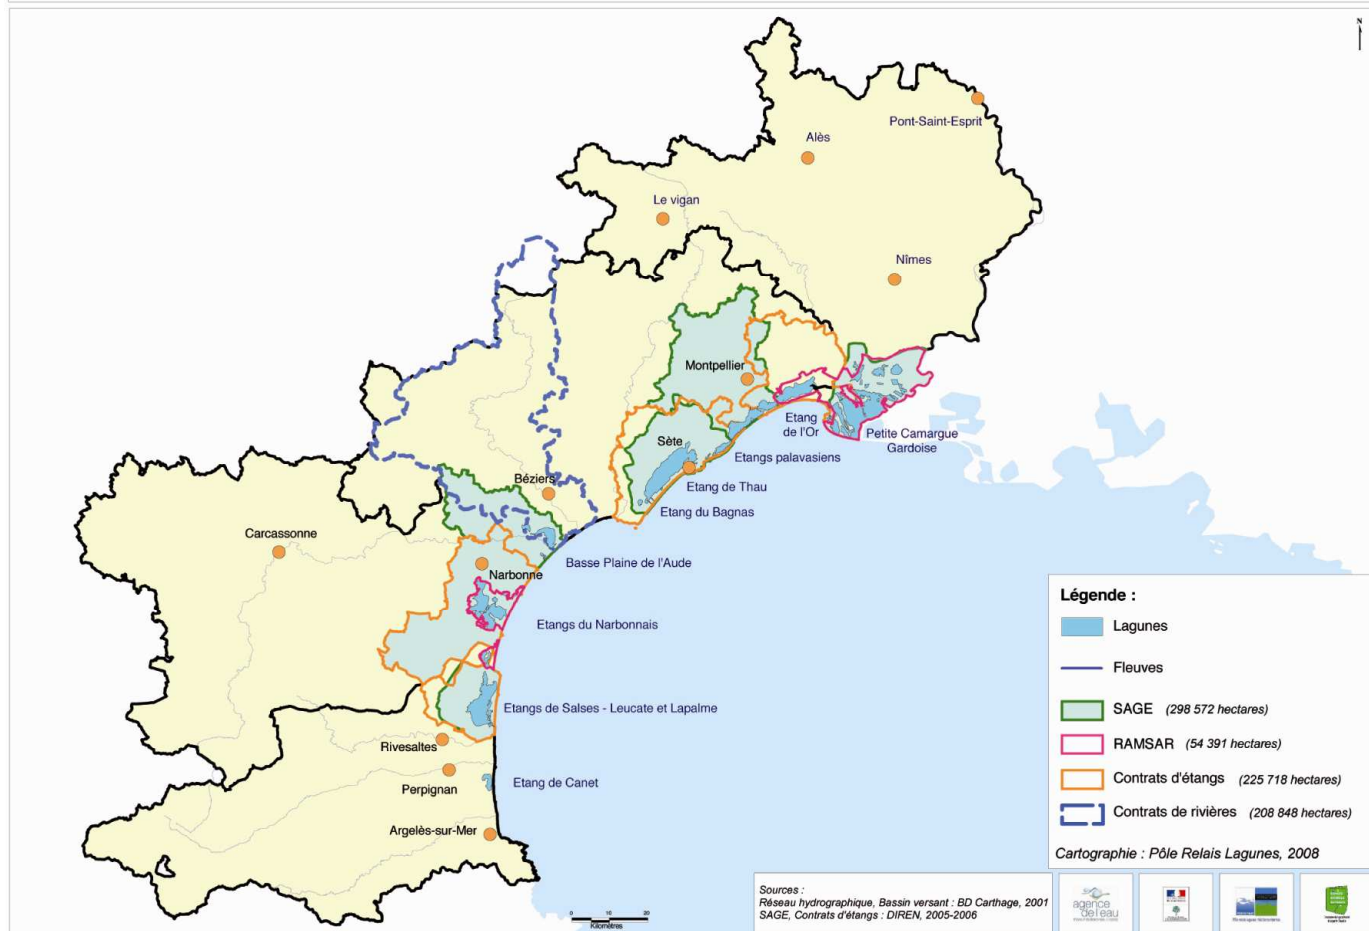 N
Pont-Saint-Esprit
Alès
Le vigan
Nîmes
Montpellier
Etang
de l'Or
Petite Camargue
Gardoise
Sète
Etangs palavasiens
Etang de Thau
Béziers
Etang du Bagnas
Carcassonne
Basse Plaine de l'Aude
Narbonne
Etangs du Narbonnais
Etangs de Salses - Leucate et Lapalme
Rivesaltes
Perpignan
Etang de Canet
Argelès-sur-Mer
Légende :
Lagunes
Fleuves
SAGE (298 572 hectares)
RAMSAR (54 391 hectares)
Contrats d'étangs (225 718 hectares)
Contrats de rivières (208 848 hectares)
Cartographie : Pôle Relais Lagunes, 2008
Sources :
Réseau hydrographique, Bassin versant : BD Carthage, 2001
SAGE, Contrats d'étangs : DIREN, 2005-2006
0 10 20
Kilomètres
agence
de l'eau